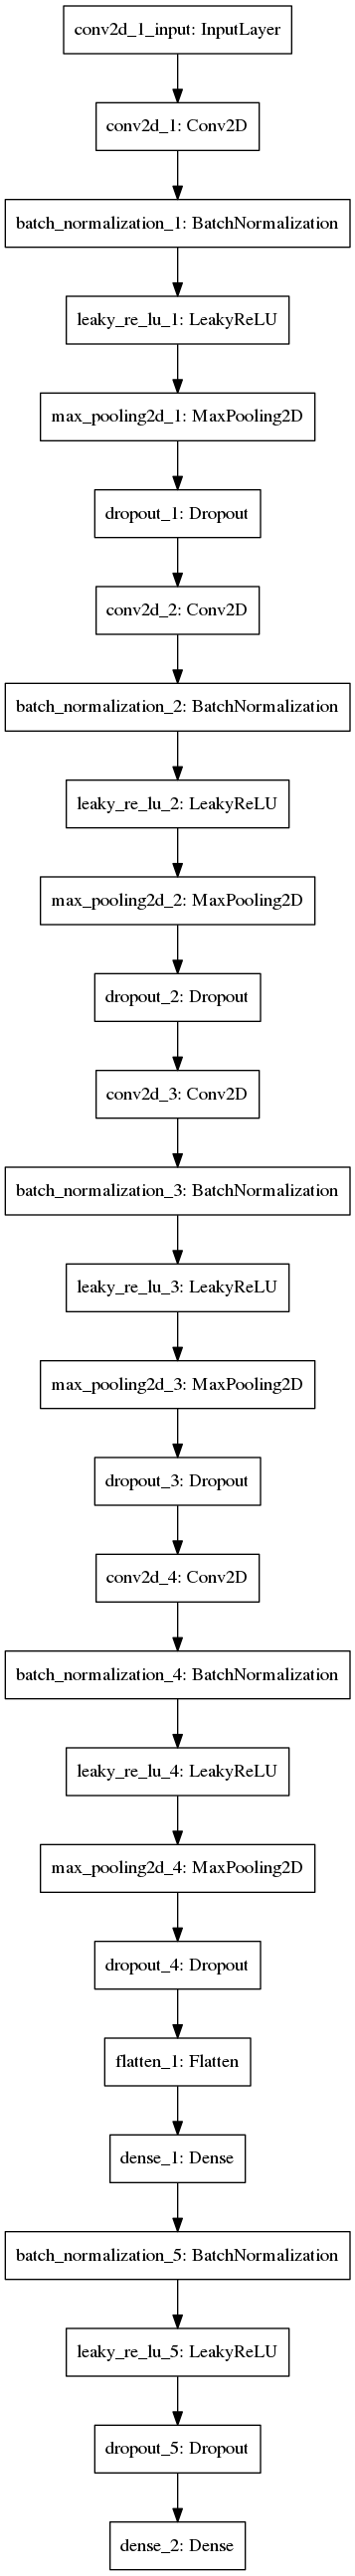 conv2d_1_input: InputLayer
conv2d_1: Conv2D
batch_normalization_1: BatchNormalization
leaky_re_lu_1: LeakyReLU
max_pooling2d_1: MaxPooling2D
dropout_1: Dropout
conv2d_2: Conv2D
batch_normalization_2: BatchNormalization
leaky_re_lu_2: LeakyReLU
max_pooling2d_2: MaxPooling2D
dropout_2: Dropout
conv2d_3: Conv2D
batch_normalization_3: BatchNormalization
leaky_re_lu_3: LeakyReLU
max_pooling2d_3: MaxPooling2D
dropout_3: Dropout
conv2d_4: Conv2D
batch_normalization_4: BatchNormalization
leaky_re_lu_4: LeakyReLU
max_pooling2d_4: MaxPooling2D
dropout_4: Dropout
flatten_1: Flatten
dense_1: Dense
batch_normalization_5: BatchNormalization
leaky_re_lu_5: LeakyReLU
dropout_5: Dropout
dense_2: Dense